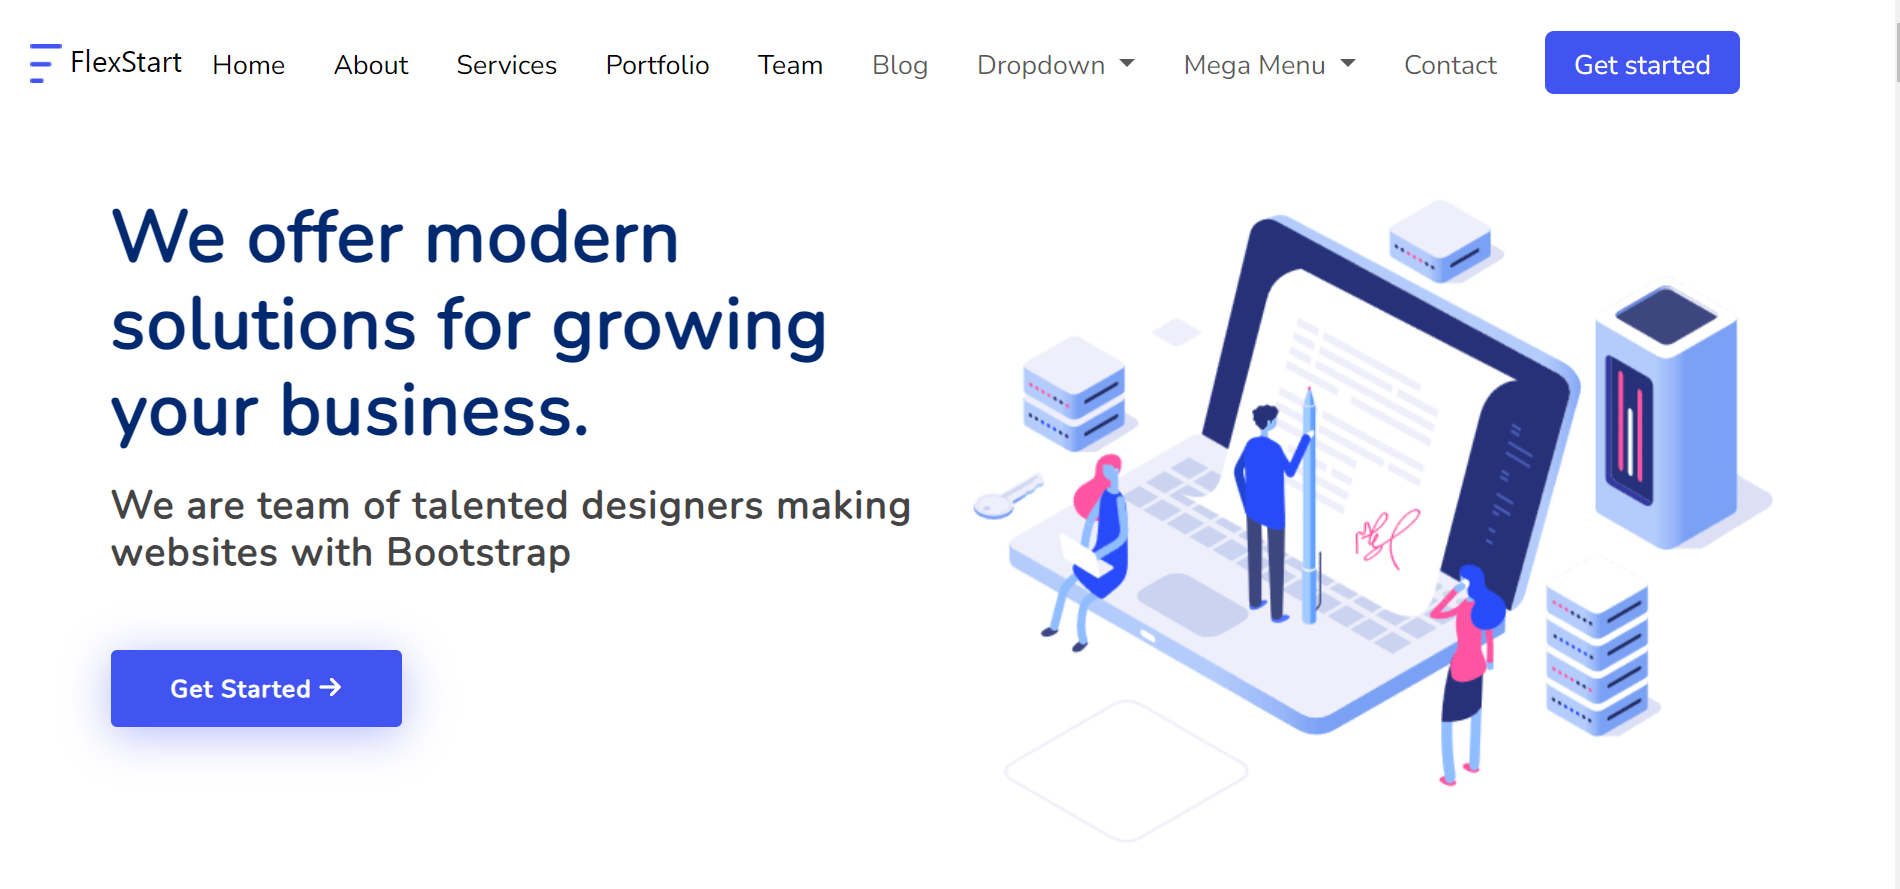 FlexStart Home About Services Portfolio Team Blog Dropdown Mega Menu Contact Get started
We offer modern
solutions for growing
your business.
We are team of talented designers making
websites with Bootstrap
Get Started →